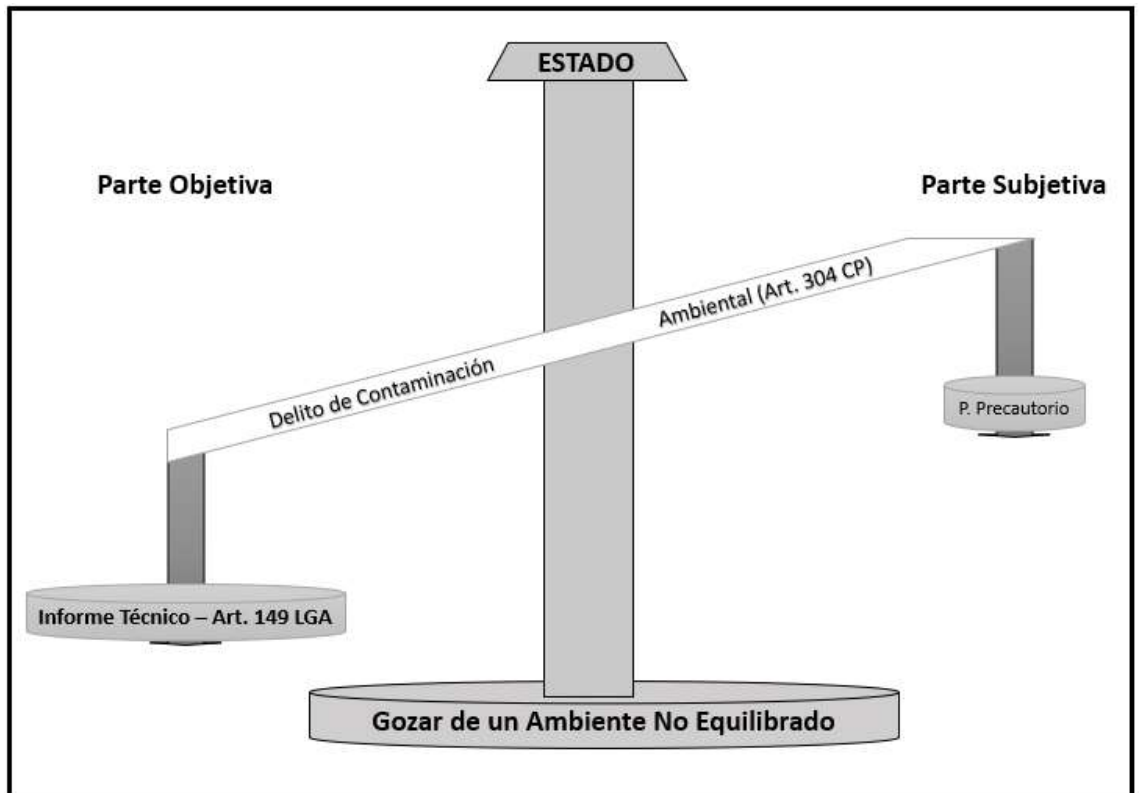 ESTADO
Parte Objetiva
Parte Subjetiva
Delito de Contaminación
Ambiental (Art. 304 CP)
P. Precautorio
Informe Técnico – Art. 149 LGA
Gozar de un Ambiente No Equilibrado